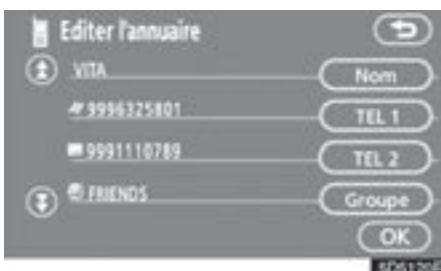 Editer l'annuaire
VITA Nom
9996325801 TEL 1
9991110789 TEL 2
FRIENDS Groupe
OK